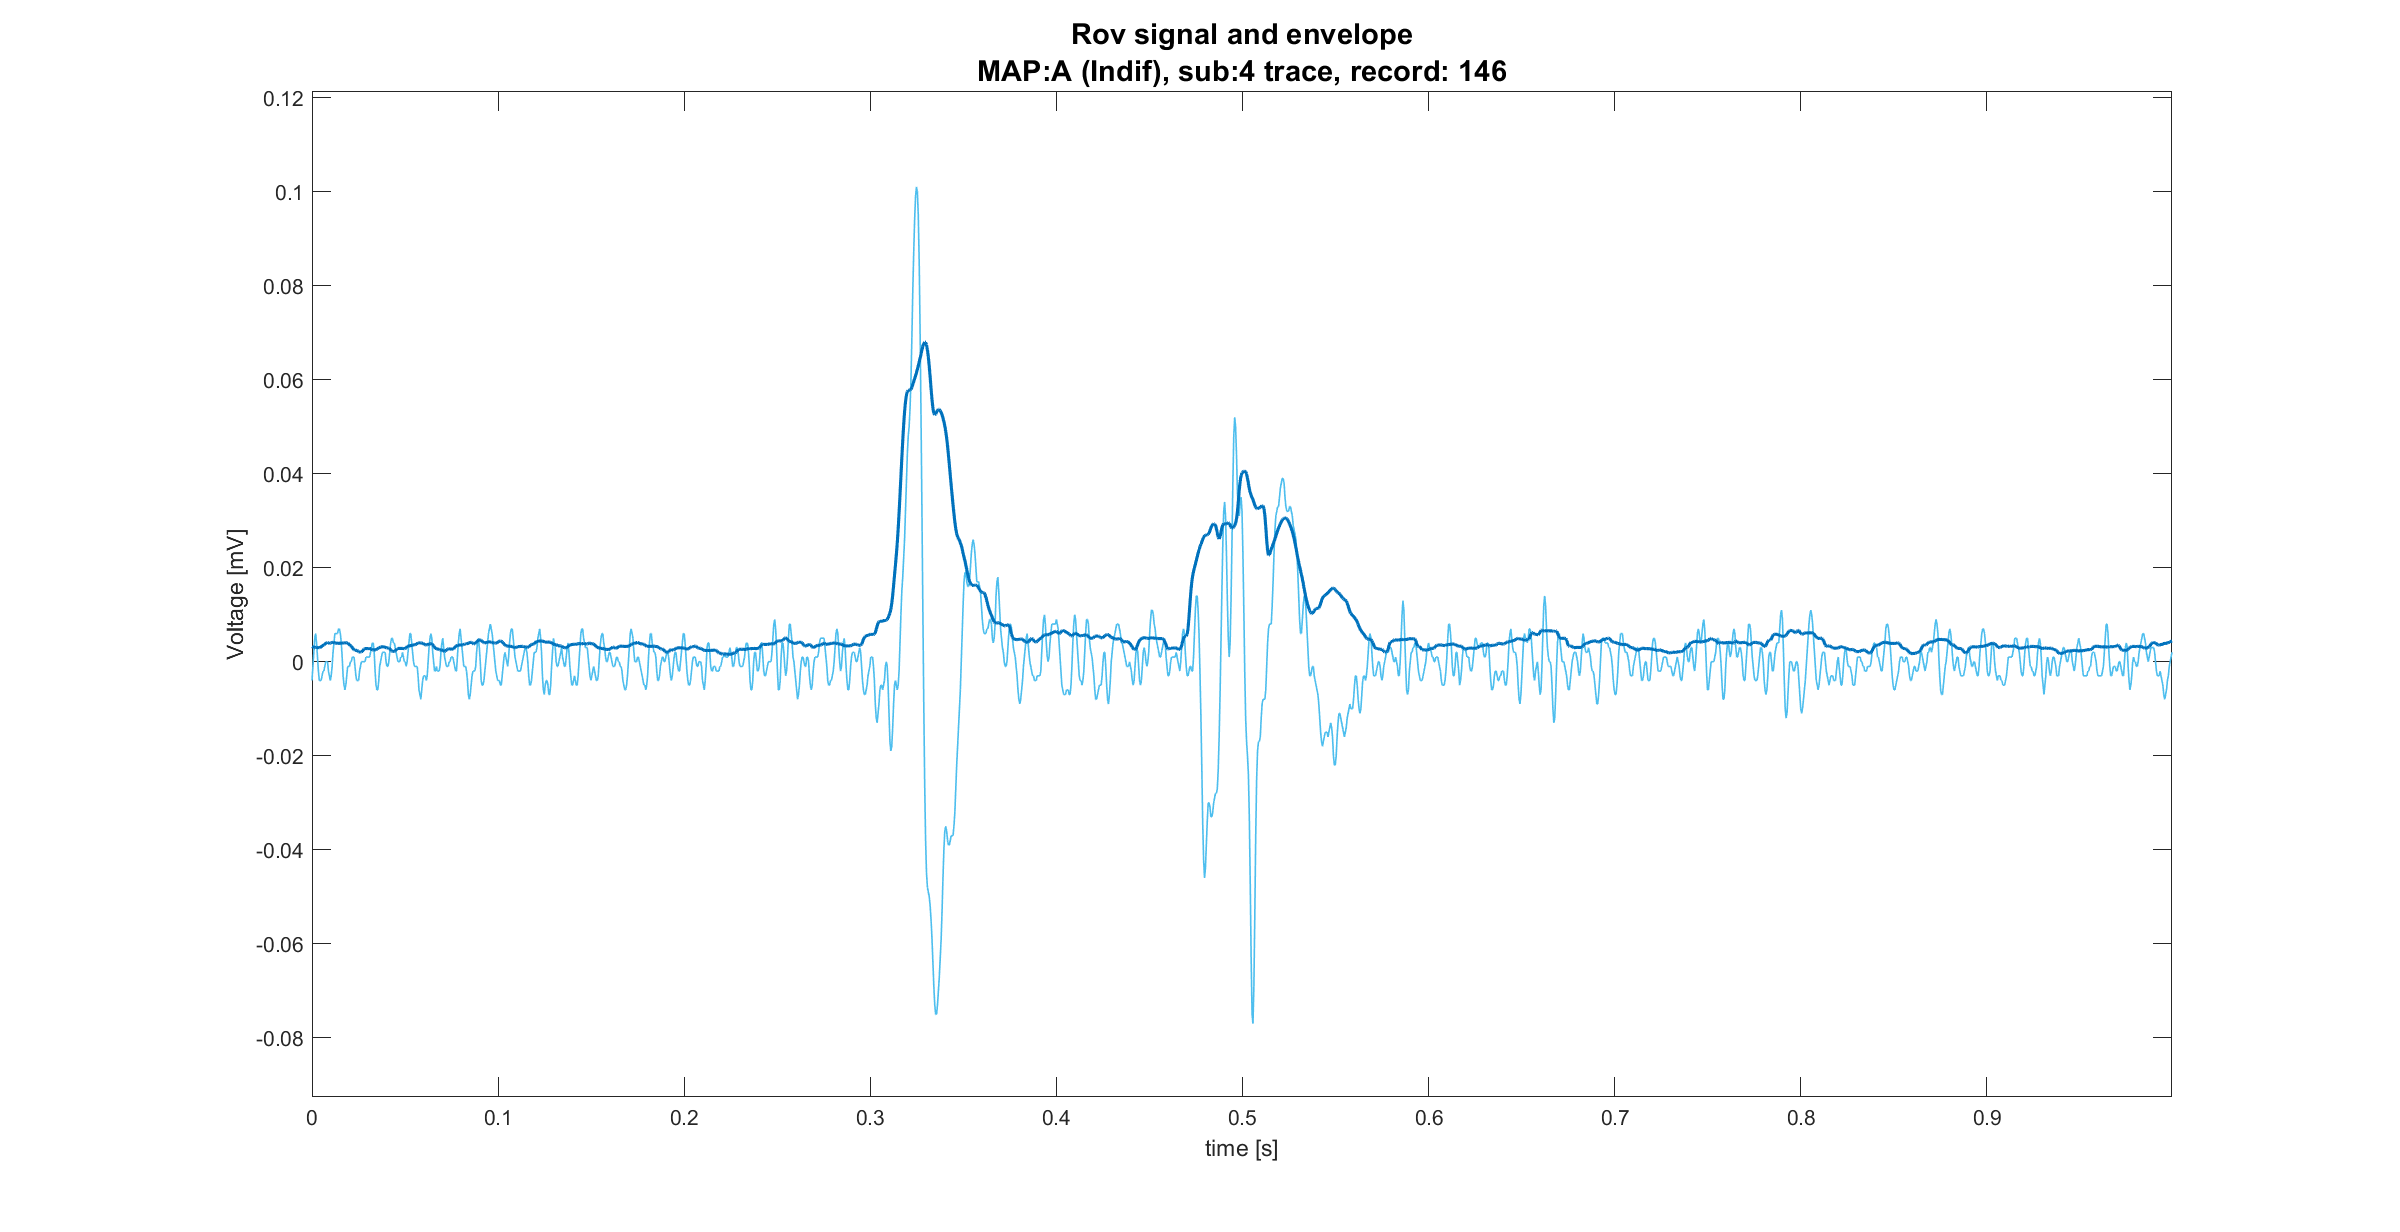 Rov signal and envelope
MAP:A (Indif), sub:4 trace, record: 146
0.12
0.1
0.08
0.06
0.04
0.02
0
-0.02
-0.04
-0.06
-0.08
Voltage [mV]
0 0.1 0.2 0.3 0.4 0.5 0.6 0.7 0.8 0.9
time [s]